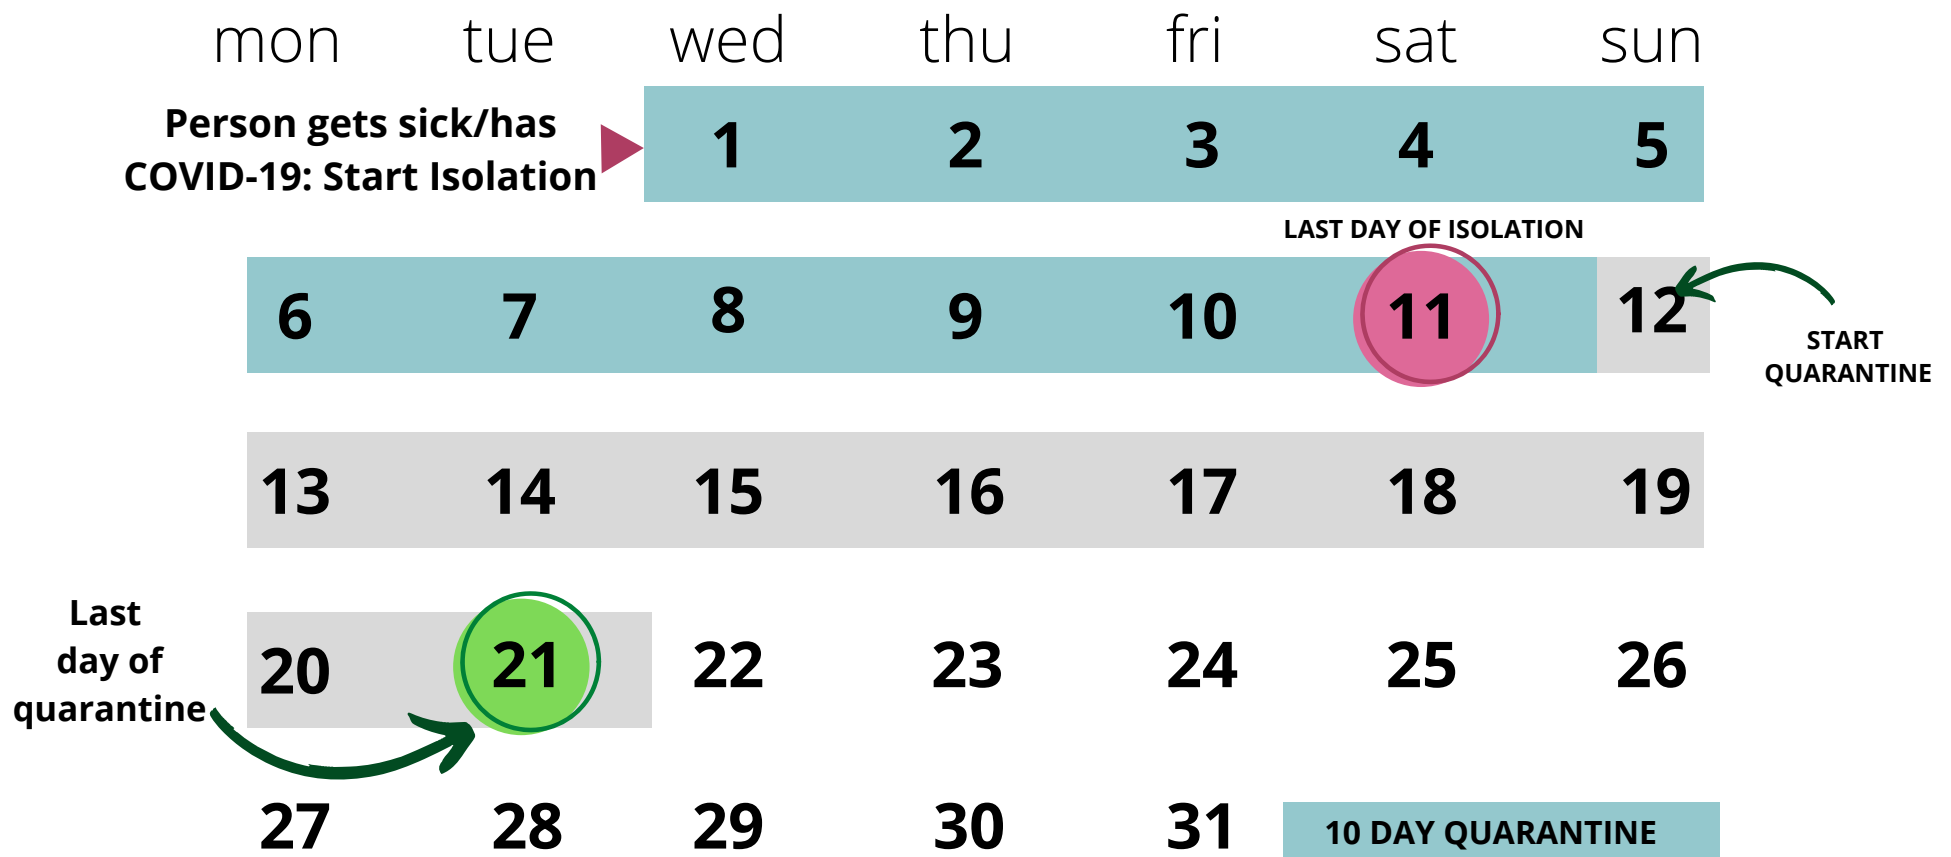 mon tue wed thu fri sat sun
Person gets sick/has
COVID-19: Start Isolation
1 2 3 4 5
LAST DAY OF ISOLATION
6 7 8 9 10 11 12
START
QUARANTINE
13 14 15 16 17 18 19
Last
day of
quarantine
20 21 22 23 24 25 26
27 28 29 30 31
10 DAY QUARANTINE